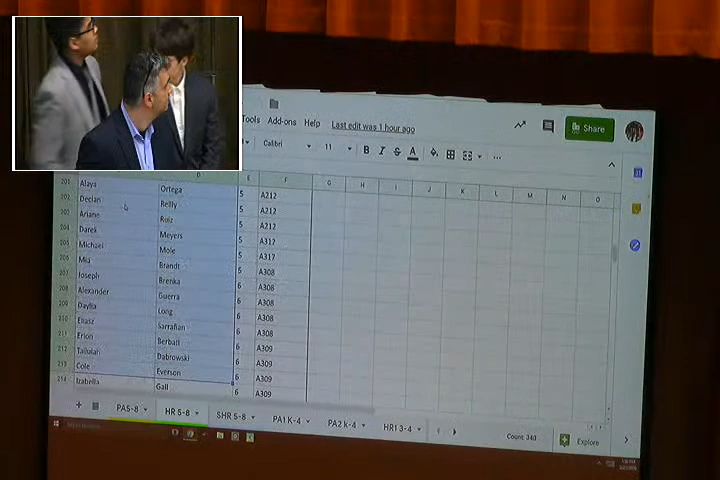 Tools Add-ons Help Last edit was 1 hour ago
Share
Calibri 11 B I S A
D E F G H I J K L M N O
201 Alaya Ortega 5 A212
202 Declan Reilly 5 A212
203 Ariane Ruiz 5 A212
204 Darek Meyers 5 A317
Michael Mole 5 A317
Mia Brandt 6 A308
Joseph Brenka 6 A308
208 Alexander Guerra 6 A308
209 Daylia Long 6 A308
210 Eliasz Sarrafian 6 A308
211 Erion Berbati 6 A309
212 Tallulah Dabrowski 6 A309
213 Cole Everson 6 A309
214 Izabella Gall 6 A309
PA5-8 HR 5-8 SHR 5-8 PA1 K-4 PA2 k-4 HR1 3-4 Count: 340 Explore